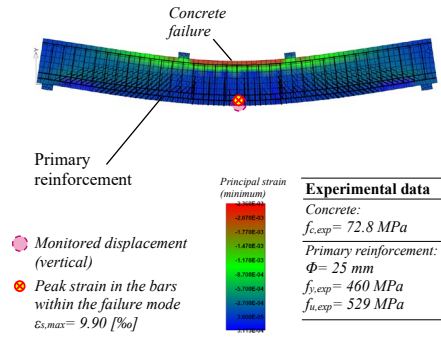 Concrete
failure
Primary
reinforcement
Principal strain
(minimum)
Monitored displacement
(vertical)
Peak strain in the bars
within the failure mode
εs,max= 9.90 [‰]
Experimental data
Concrete:
fc,exp= 72.8 MPa
Primary reinforcement:
Φ= 25 mm
fy,exp= 460 MPa
fu,exp= 529 MPa